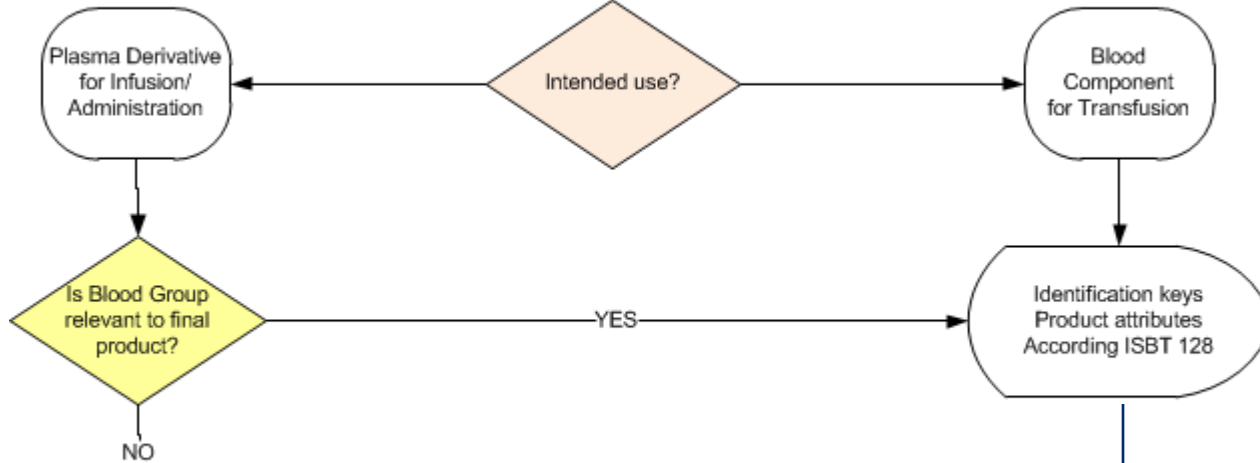 Plasma Derivative
for Infusion/
Administration
Intended use?
Blood
Component
for Transfusion
Is Blood Group
relevant to final
product?
YES
Identification keys
Product attributes
According ISBT 128
NO